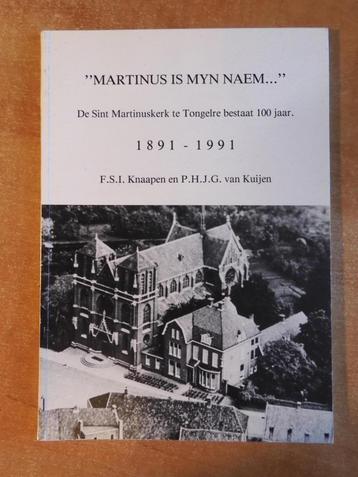 "MARTINUS IS MYN NAEM..."
De Sint Martinuskerk te Tongelre bestaat 100 jaar.
1891 - 1991
F.S.I. Knaapen en P.H.J.G. van Kuijen